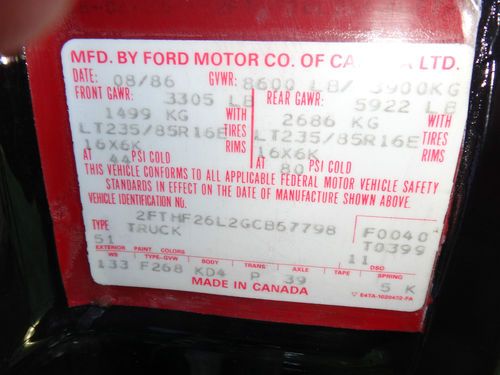 MFD. BY FORD MOTOR CO. OF CANADA LTD.
DATE: 08/86 GVWR: 8600 LB/ 3900KG
FRONT GAWR: 3305 LB REAR GAWR: 5922 LB
1499 KG WITH 2686 KG WITH
LT235/85R16E TIRES LT235/85R16E TIRES
16X6K RIMS 16X6K RIMS
AT 44 PSI COLD AT 80 PSI COLD
THIS VEHICLE CONFORMS TO ALL APPLICABLE FEDERAL MOTOR VEHICLE SAFETY
STANDARDS IN EFFECT ON THE DATE OF MANUFACTURE SHOWN ABOVE.
VEHICLE IDENTIFICATION NO. 2FTHF26L2GCB67798 F0040
TYPE TRUCK T0399
51 11
EXTERIOR PAINT COLORS DSO
WB TYPE-GVW BODY TRANS AXLE TAPE SPRING
133 F268 KD4 P 39 5 K
MADE IN CANADA